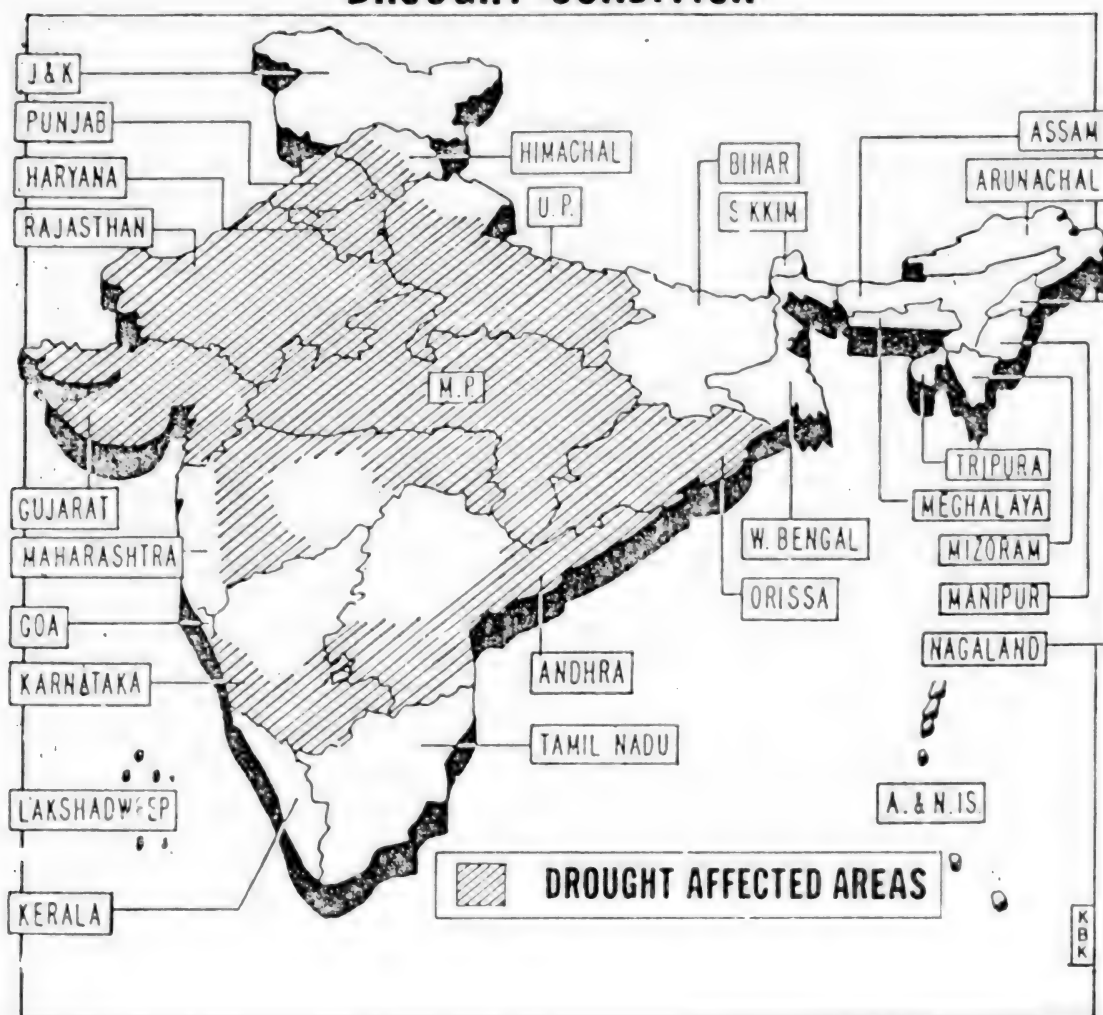 DROUGHT CONDITION
J&K
PUNJAB
HARYANA
RAJASTHAN
HIMACHAL
U.P.
BIHAR
S KKIM
ASSAM
ARUNACHAL
M.P.
GUJARAT
MAHARASHTRA
GOA
KARNATAKA
LAKSHADWEEP
KERALA
TRIPURA
MEGHALAYA
W. BENGAL
MIZORAM
ORISSA
MANIPUR
NAGALAND
ANDHRA
TAMIL NADU
A. & N. IS
DROUGHT AFFECTED AREAS
KBK